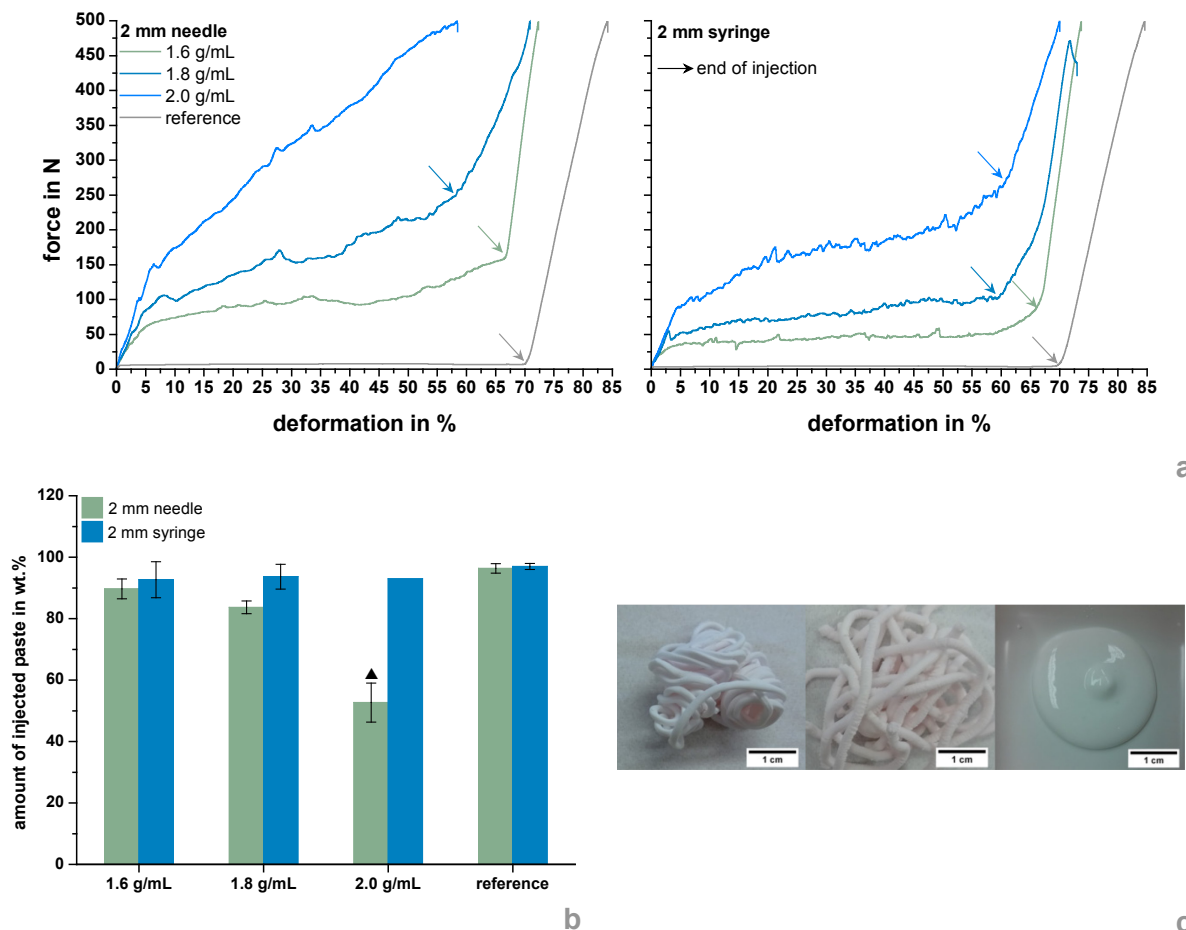 2 mm needle
1.6 g/mL
1.8 g/mL
2.0 g/mL
reference
500
450
400
350
300
250
200
150
100
50
0
force in N
0 5 10 15 20 25 30 35 40 45 50 55 60 65 70 75 80 85
deformation in %
2 mm syringe
end of injection
0 5 10 15 20 25 30 35 40 45 50 55 60 65 70 75 80 85
deformation in %
a
120
100
80
60
40
20
0
amount of injected paste in wt.%
2 mm needle
2 mm syringe
1.6 g/mL 1.8 g/mL 2.0 g/mL reference
b
1 cm 1 cm 1 cm